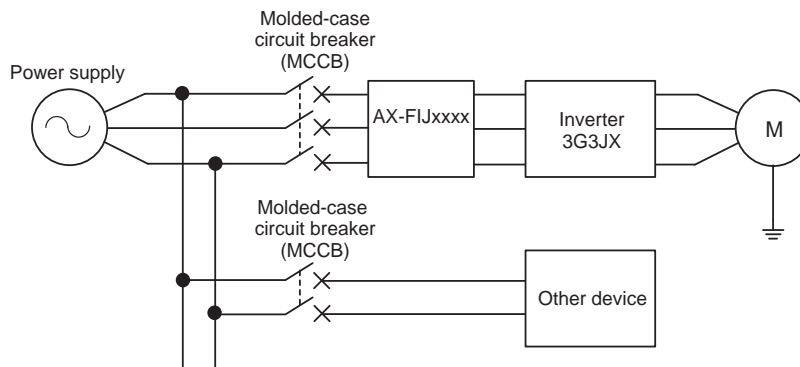 Molded-case
circuit breaker
(MCCB)
Power supply
AX-FIJxxxx
Inverter
3G3JX
M
Molded-case
circuit breaker
(MCCB)
Other device